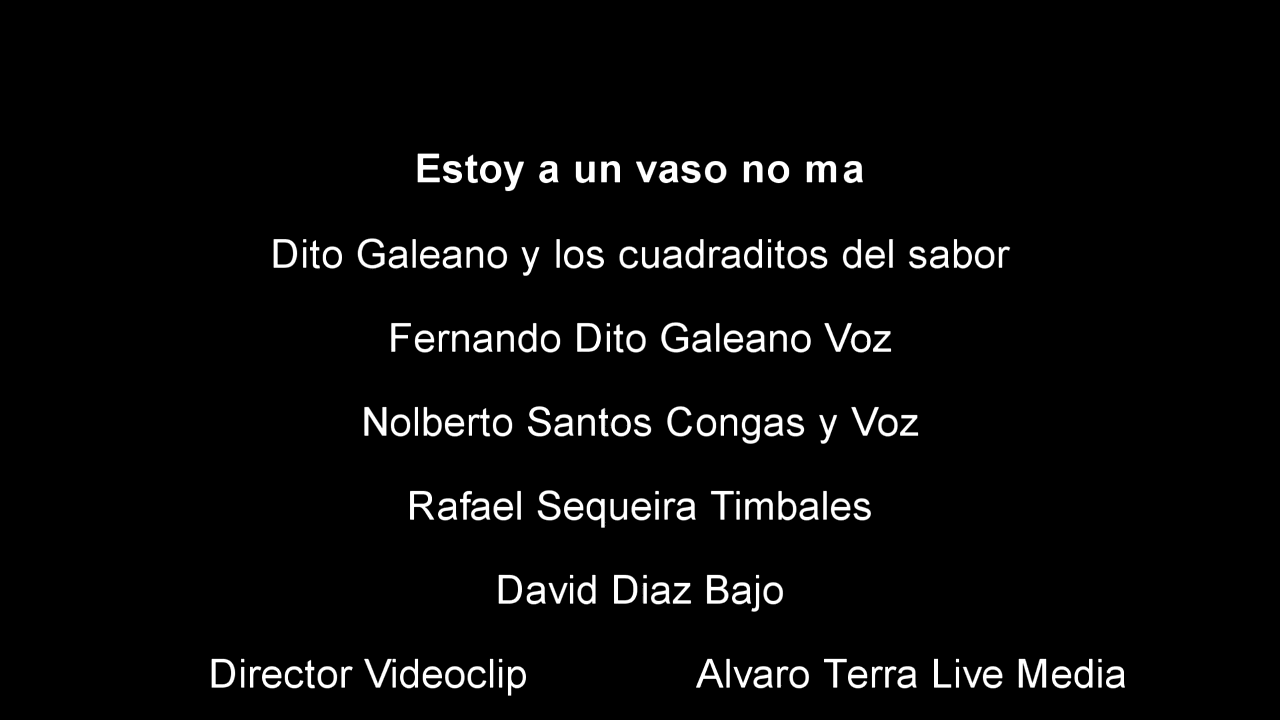 Estoy a un vaso no ma
Dito Galeano y los cuadraditos del sabor
Fernando Dito Galeano Voz
Nolberto Santos Congas y Voz
Rafael Sequeira Timbales
David Diaz Bajo
Director Videoclip Alvaro Terra Live Media